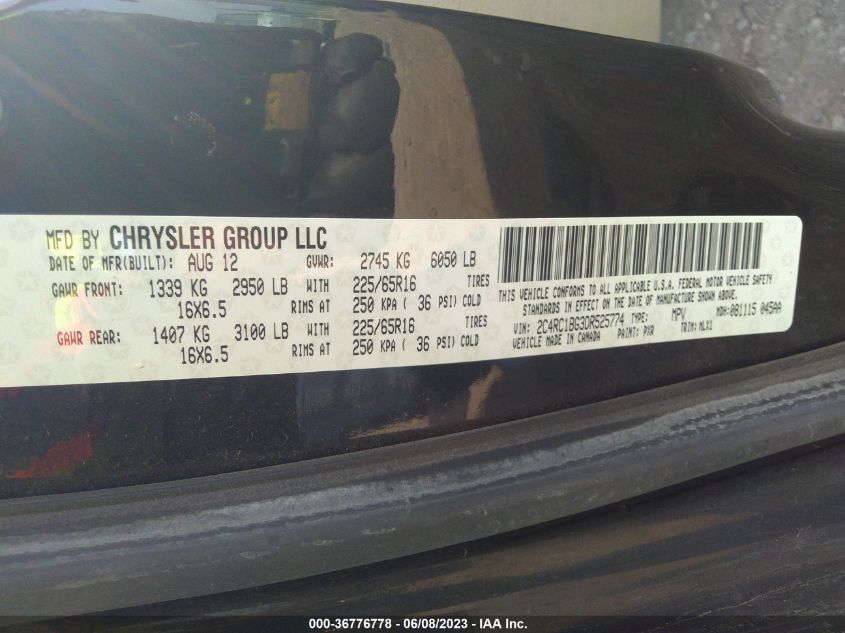 MFD BY CHRYSLER GROUP LLC
DATE OF MFR(BUILT): AUG 12 GVWR: 2745 KG 6050 LB
GAWR FRONT: 1339 KG 2950 LB WITH 225/65R16 TIRES
16X6.5 RIMS AT 250 KPA ( 36 PSI) COLD
GAWR REAR: 1407 KG 3100 LB WITH 225/65R16 TIRES
16X6.5 RIMS AT 250 KPA ( 36 PSI) COLD
THIS VEHICLE CONFORMS TO ALL APPLICABLE U.S.A. FEDERAL MOTOR VEHICLE SAFETY
STANDARDS IN EFFECT ON THE DATE OF MANUFACTURE SHOWN ABOVE.
VIN: 2C4RC1BG3DR525774 TYPE: MPV MDH: 081115 045AA
VEHICLE MADE IN CANADA PAINT: PXR TRIM: MLX1
000-36776778 - 06/08/2023 - IAA Inc.